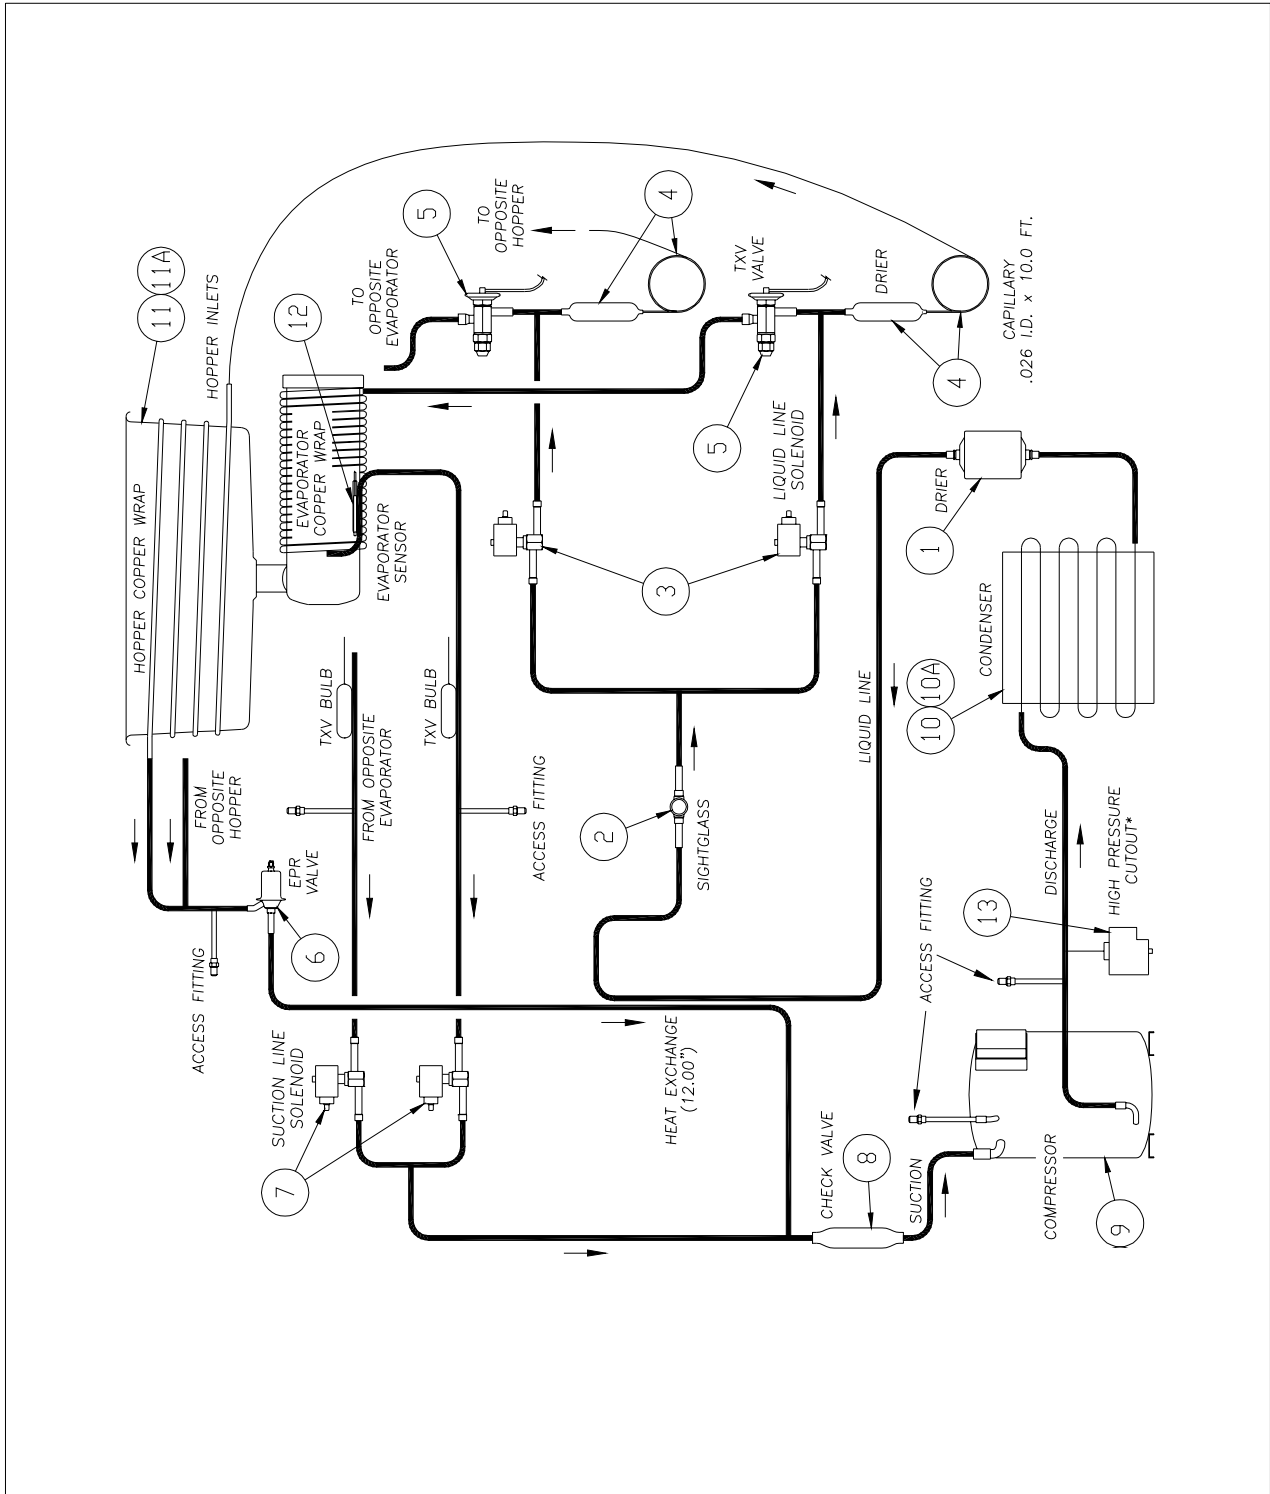 11
11A
HOPPER COPPER WRAP
HOPPER INLETS
12
EVAPORATOR
COPPER WRAP
EVAPORATOR
SENSOR
TO
OPPOSITE
EVAPORATOR
5
TO
OPPOSITE
HOPPER
4
TXV
VALVE
5
DRIER
4
CAPILLARY
.026 I.D. x 10.0 FT.
FROM
OPPOSITE
HOPPER
EPR
VALVE
6
ACCESS FITTING
TXV BULB
FROM OPPOSITE
EVAPORATOR
TXV BULB
ACCESS FITTING
3
LIQUID LINE
SOLENOID
2
SIGHTGLASS
LIQUID LINE
DRIER
1
CONDENSER
10
10A
SUCTION LINE
SOLENOID
7
HEAT EXCHANGE
(12.00")
CHECK VALVE
8
SUCTION
ACCESS FITTING
DISCHARGE
13
HIGH PRESSURE
CUTOUT*
COMPRESSOR
9